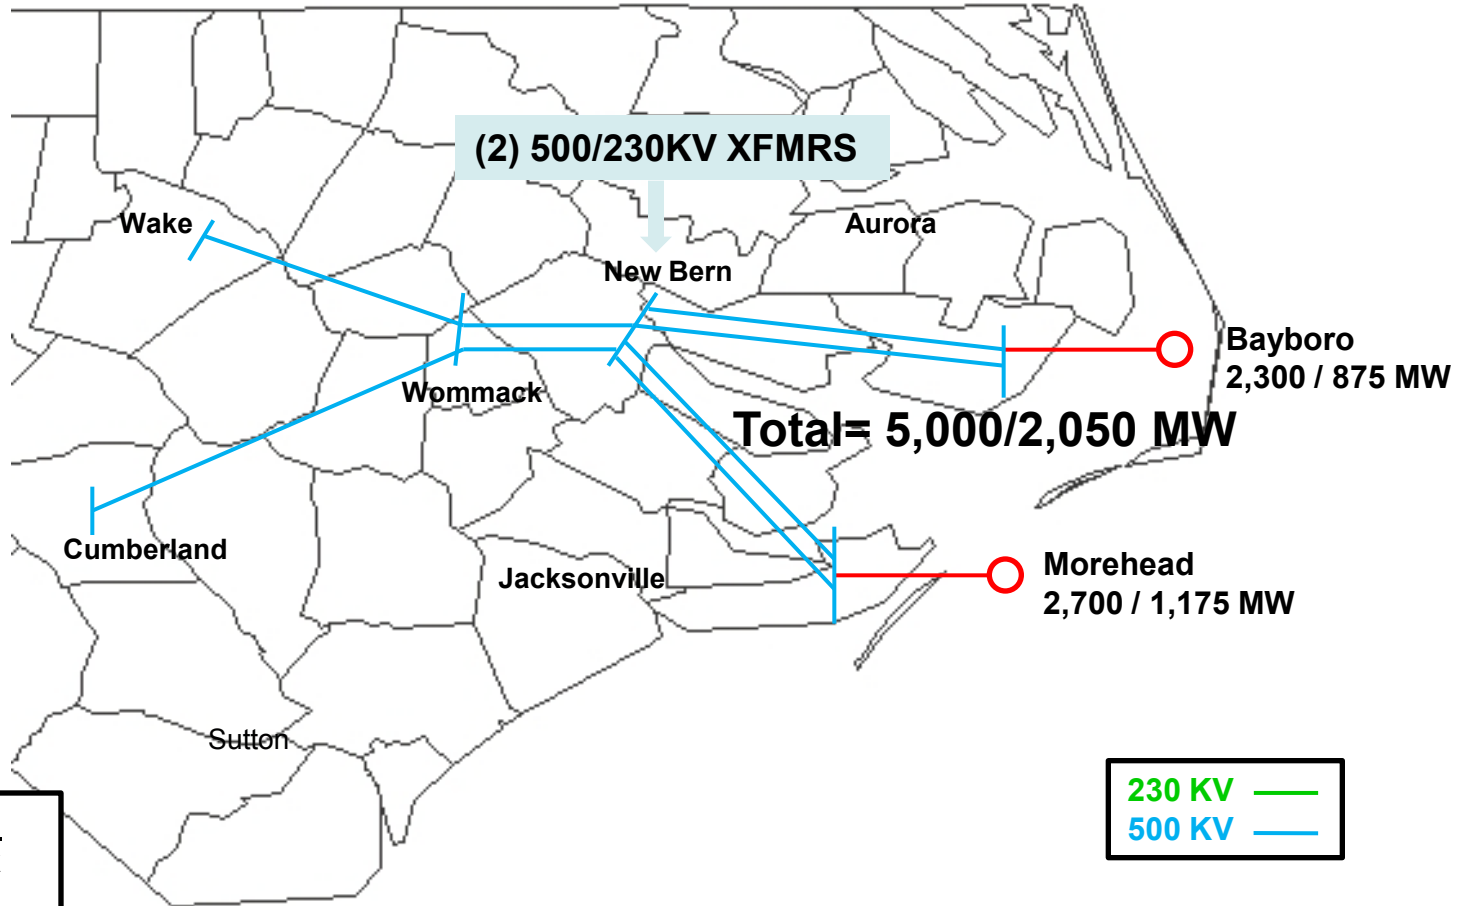 (2) 500/230KV XFMRS
Wake
Aurora
New Bern
Bayboro
2,300 / 875 MW
Wommack
Total= 5,000/2,050 MW
Cumberland
Jacksonville
Morehead
2,700 / 1,175 MW
Sutton
230 KV
500 KV